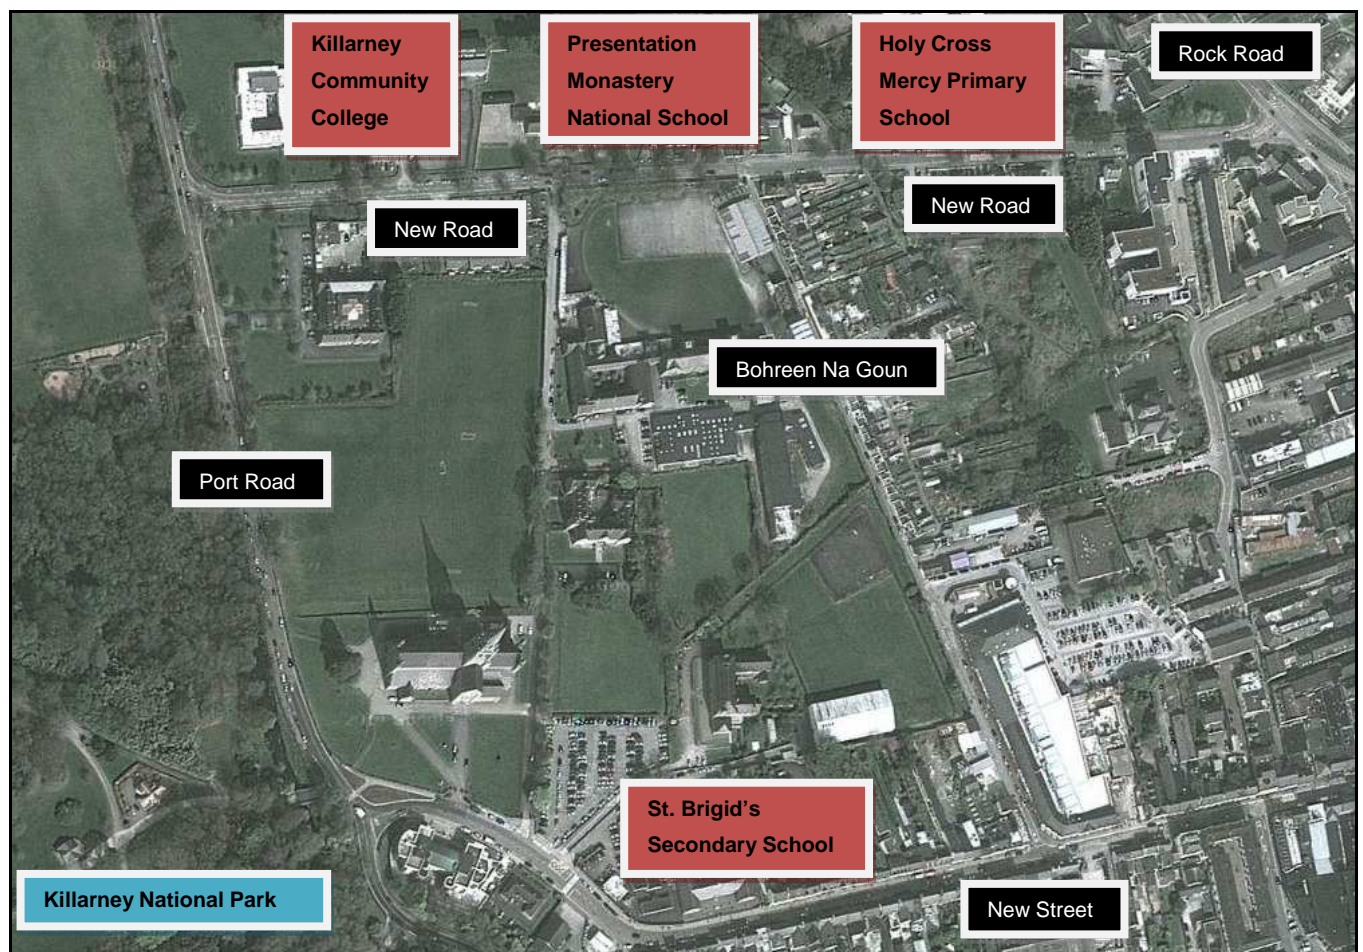 Killarney
Community
College
Presentation
Monastery
National School
Holy Cross
Mercy Primary
School
Rock Road
New Road
New Road
Bohreen Na Goun
Port Road
St. Brigid's
Secondary School
Killarney National Park
New Street